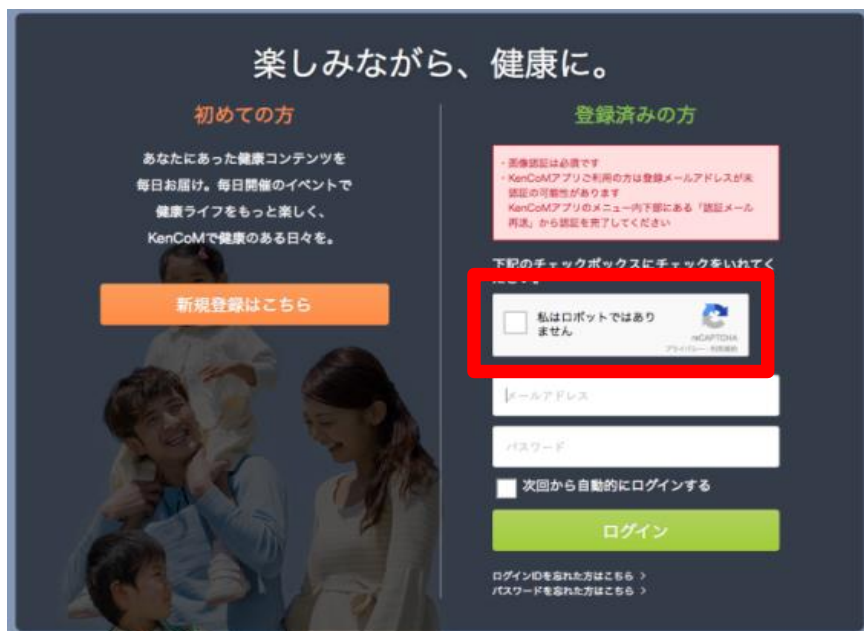 楽しみながら、健康に。
初めての方
あなたにあった健康コンテンツを
毎日お届け。毎日開催のイベントで
健康ライフをもっと楽しく、
KenCoMで健康のある日々を。
新規登録はこちら
登録済みの方
・画像認証は必須です
・KenCoMアプリご利用の方は登録メールアドレスが未
認証の可能性があります
KenCoMアプリのメニュー内下部にある「認証メール
再送」から認証を完了してください
下記のチェックボックスにチェックをいれてく
ださい。
私はロボットではあり
ません
reCAPTCHA
プライバシー - 利用規約
メールアドレス
パスワード
次回から自動的にログインする
ログイン
ログインIDを忘れた方はこちら >
パスワードを忘れた方はこちら >